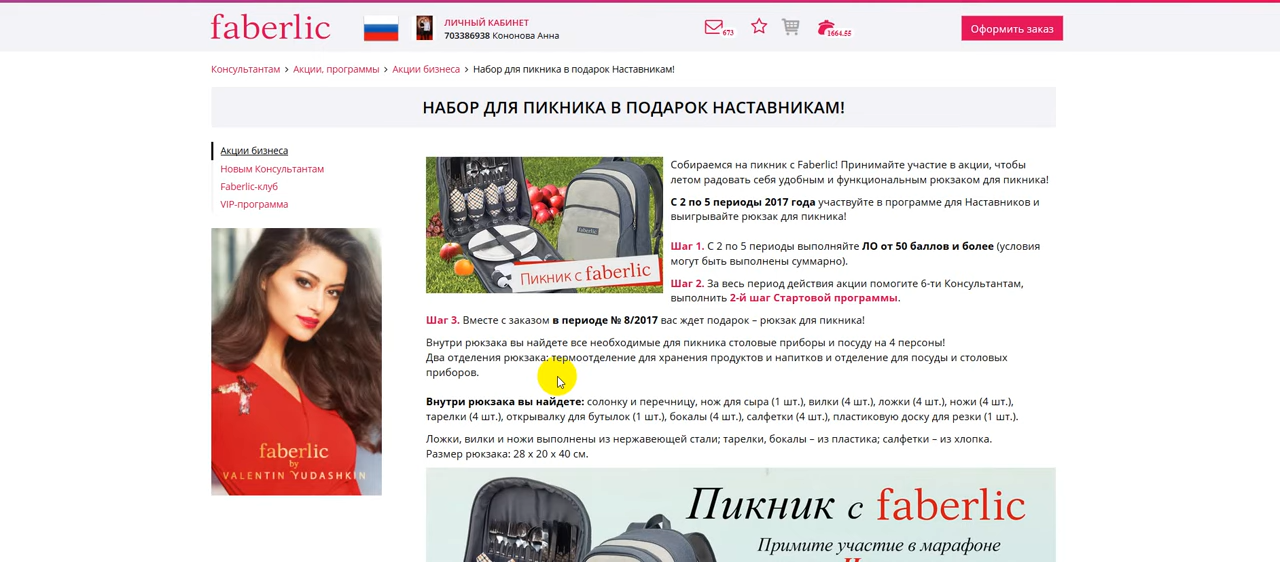 faberlic
ЛИЧНЫЙ КАБИНЕТ
703386938 Кононова Анна
673
1664.55
Оформить заказ
Консультантам > Акции, программы > Акции бизнеса > Набор для пикника в подарок Наставникам!
НАБОР ДЛЯ ПИКНИКА В ПОДАРОК НАСТАВНИКАМ!
Акции бизнеса
Новым Консультантам
Faberlic-клуб
VIP-программа
faberlic
by
VALENTIN YUDASHKIN
faberlic
Пикник с faberlic
Собираемся на пикник с Faberlic! Принимайте участие в акции, чтобы
летом радовать себя удобным и функциональным рюкзаком для пикника!
С 2 по 5 периоды 2017 года участвуйте в программе для Наставников и
выигрывайте рюкзак для пикника!
Шаг 1. С 2 по 5 периоды выполняйте ЛО от 50 баллов и более (условия
могут быть выполнены суммарно).
Шаг 2. За весь период действия акции помогите 6-ти Консультантам,
выполнить 2-й шаг Стартовой программы.
Шаг 3. Вместе с заказом в периоде № 8/2017 вас ждет подарок – рюкзак для пикника!
Внутри рюкзака вы найдете все необходимые для пикника столовые приборы и посуду на 4 персоны!
Два отделения рюкзака: термоотделение для хранения продуктов и напитков и отделение для посуды и столовых
приборов.
Внутри рюкзака вы найдете: солонку и перечницу, нож для сыра (1 шт.), вилки (4 шт.), ложки (4 шт.), ножи (4 шт.),
тарелки (4 шт.), открывалку для бутылок (1 шт.), бокалы (4 шт.), салфетки (4 шт.), пластиковую доску для резки (1 шт.).
Ложки, вилки и ножи выполнены из нержавеющей стали; тарелки, бокалы – из пластика; салфетки – из хлопка.
Размер рюкзака: 28 х 20 х 40 см.
Пикник с faberlic
Примите участие в марафоне